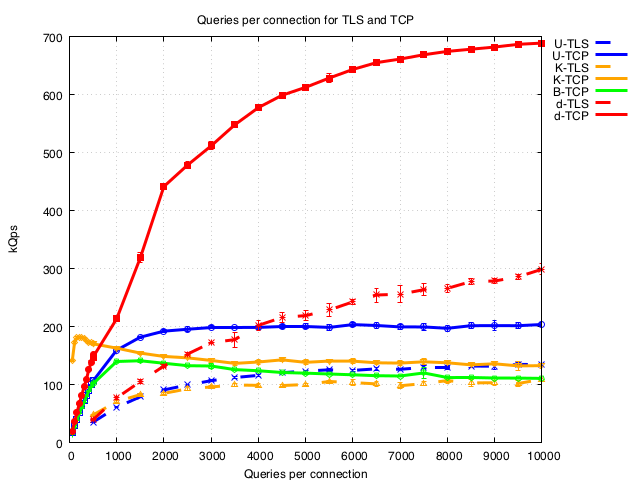 Queries per connection for TLS and TCP
700
600
500
400
300
200
100
0
kQps
0 1000 2000 3000 4000 5000 6000 7000 8000 9000 10000
Queries per connection
U-TLS
U-TCP
K-TLS
K-TCP
B-TCP
d-TLS
d-TCP